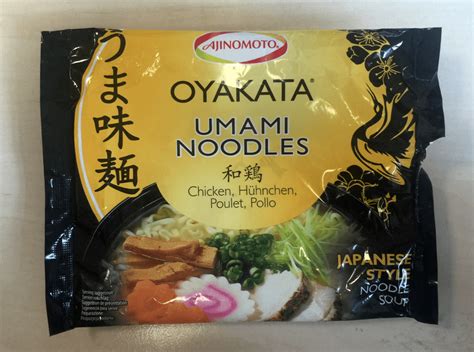 AJINOMOTO®
うま味麺
OYAKATA®
UMAMI
NOODLES
和鶏
Chicken, Hühnchen,
Poulet, Pollo
JAPANESE
STYLE
NOODLE
SOUP